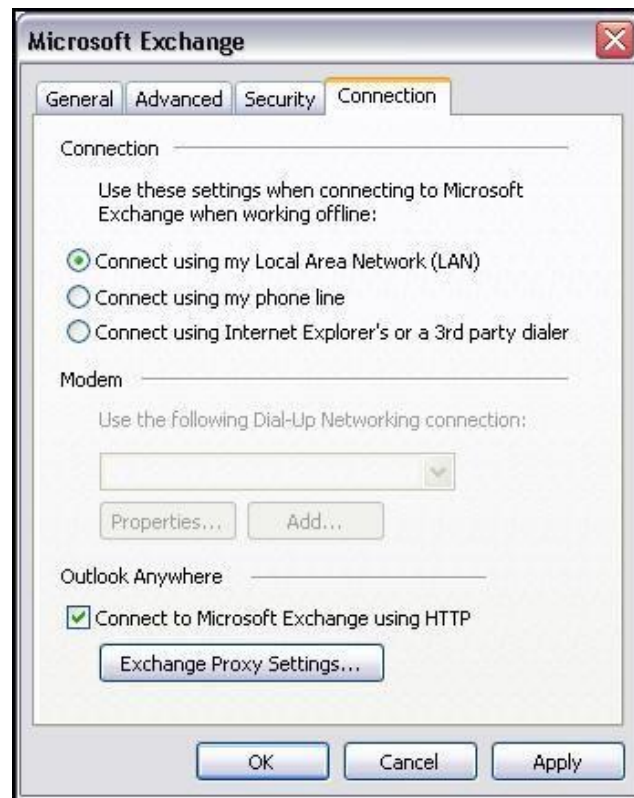 Microsoft Exchange
General Advanced Security Connection
Connection
Use these settings when connecting to Microsoft
Exchange when working offline:
Connect using my Local Area Network (LAN)
Connect using my phone line
Connect using Internet Explorer's or a 3rd party dialer
Modem
Use the following Dial-Up Networking connection:
Properties... Add...
Outlook Anywhere
Connect to Microsoft Exchange using HTTP
Exchange Proxy Settings...
OK Cancel Apply